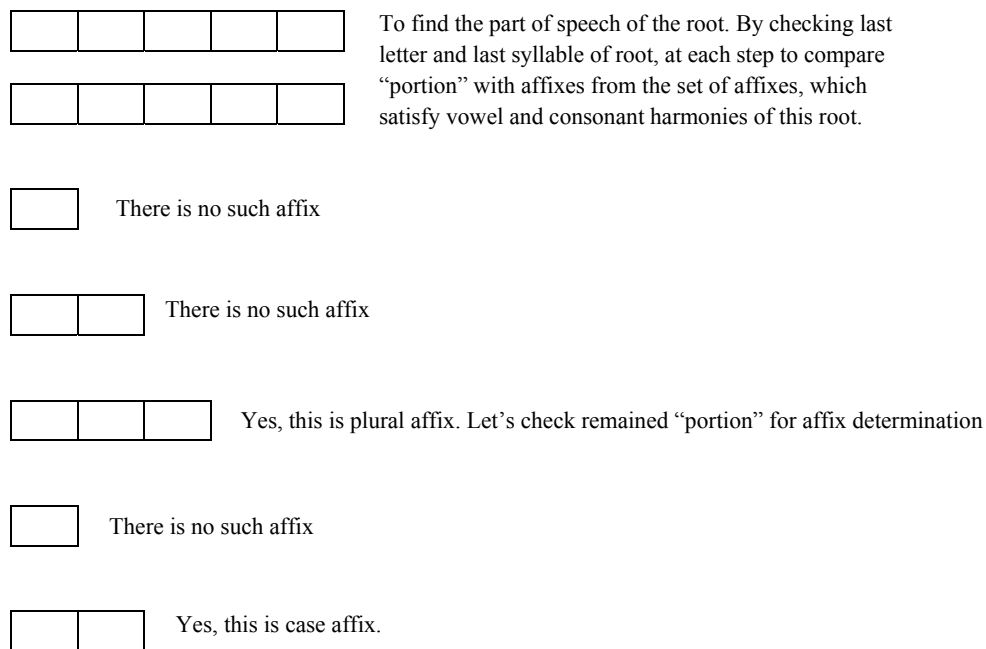 To find the part of speech of the root. By checking last
letter and last syllable of root, at each step to compare
“portion” with affixes from the set of affixes, which
satisfy vowel and consonant harmonies of this root.
There is no such affix
There is no such affix
Yes, this is plural affix. Let’s check remained “portion” for affix determination
There is no such affix
Yes, this is case affix.